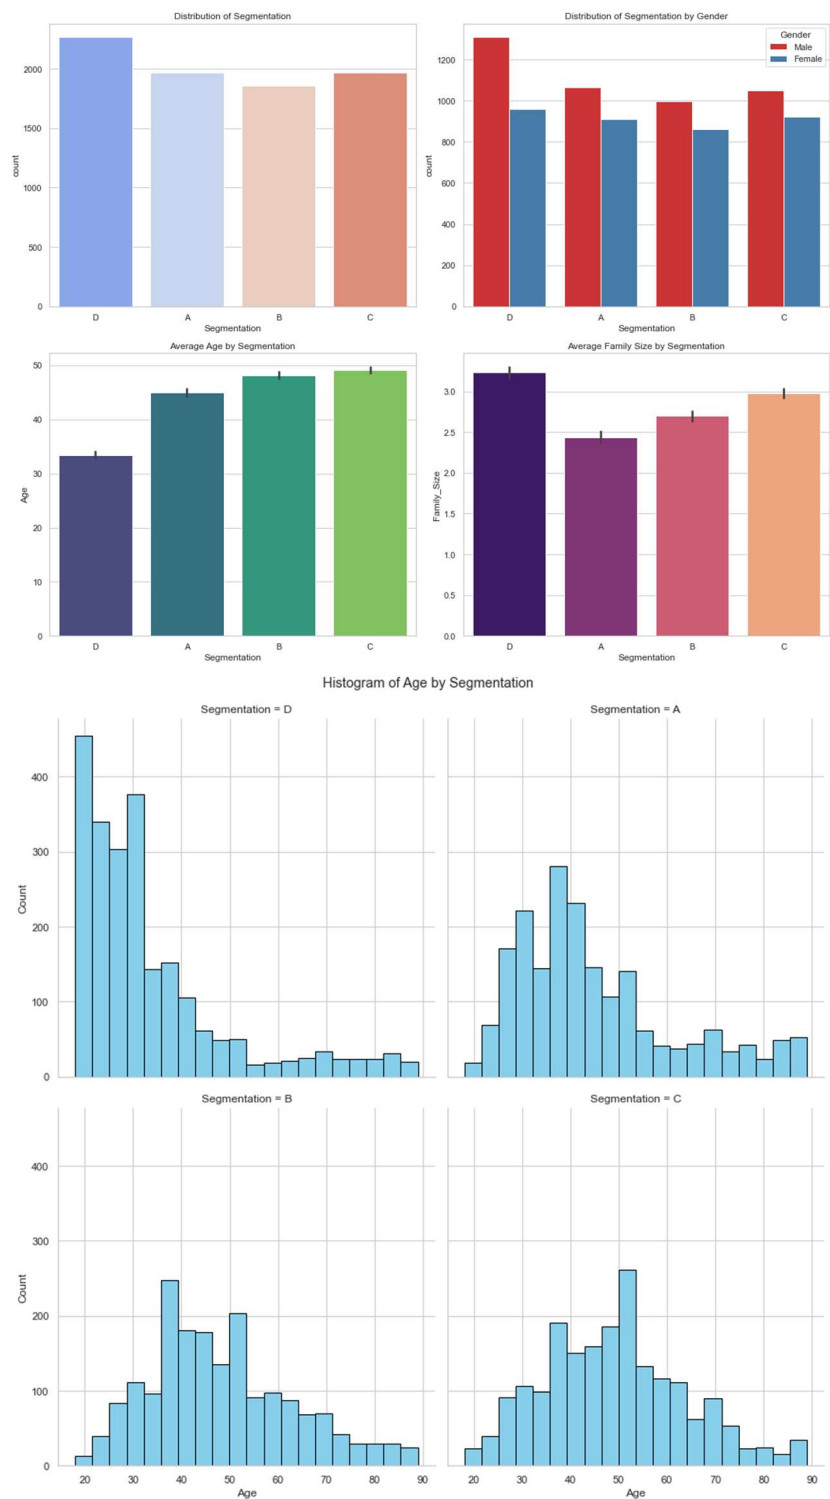 Distribution of Segmentation
2000
1500
1000
500
0
count
D A B C
Segmentation
Distribution of Segmentation by Gender
Gender
Male
Female
1200
1000
800
600
400
200
0
count
D A B C
Segmentation
Average Age by Segmentation
50
40
30
20
10
0
Age
D A B C
Segmentation
Average Family Size by Segmentation
3.0
2.5
2.0
1.5
1.0
0.5
0.0
Family_Size
D A B C
Segmentation
Histogram of Age by Segmentation
Segmentation = D
400
300
200
100
0
Count
Segmentation = A
Segmentation = B
400
300
200
100
0
Count
20 30 40 50 60 70 80 90
Age
Segmentation = C
20 30 40 50 60 70 80 90
Age